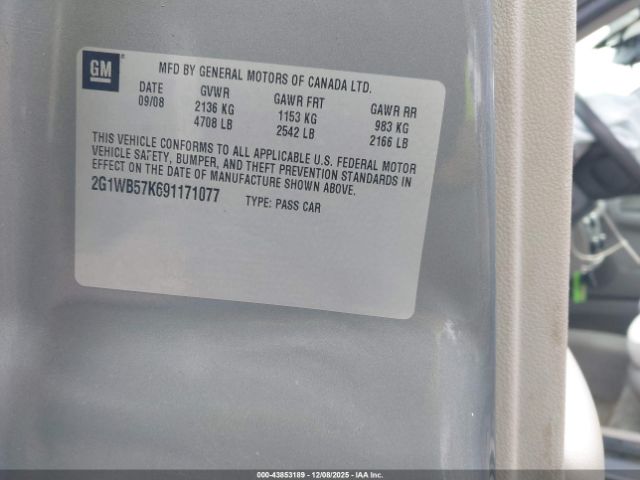 GM
MFD BY GENERAL MOTORS OF CANADA LTD.
DATE GVWR GAWR FRT GAWR RR
09/08 2136 KG 1153 KG 983 KG
4708 LB 2542 LB 2166 LB
THIS VEHICLE CONFORMS TO ALL APPLICABLE U.S. FEDERAL MOTOR
VEHICLE SAFETY, BUMPER, AND THEFT PREVENTION STANDARDS IN
EFFECT ON THE DATE OF MANUFACTURE SHOWN ABOVE.
2G1WB57K691171077 TYPE: PASS CAR
000-43853189 - 12/08/2025 - IAA Inc.